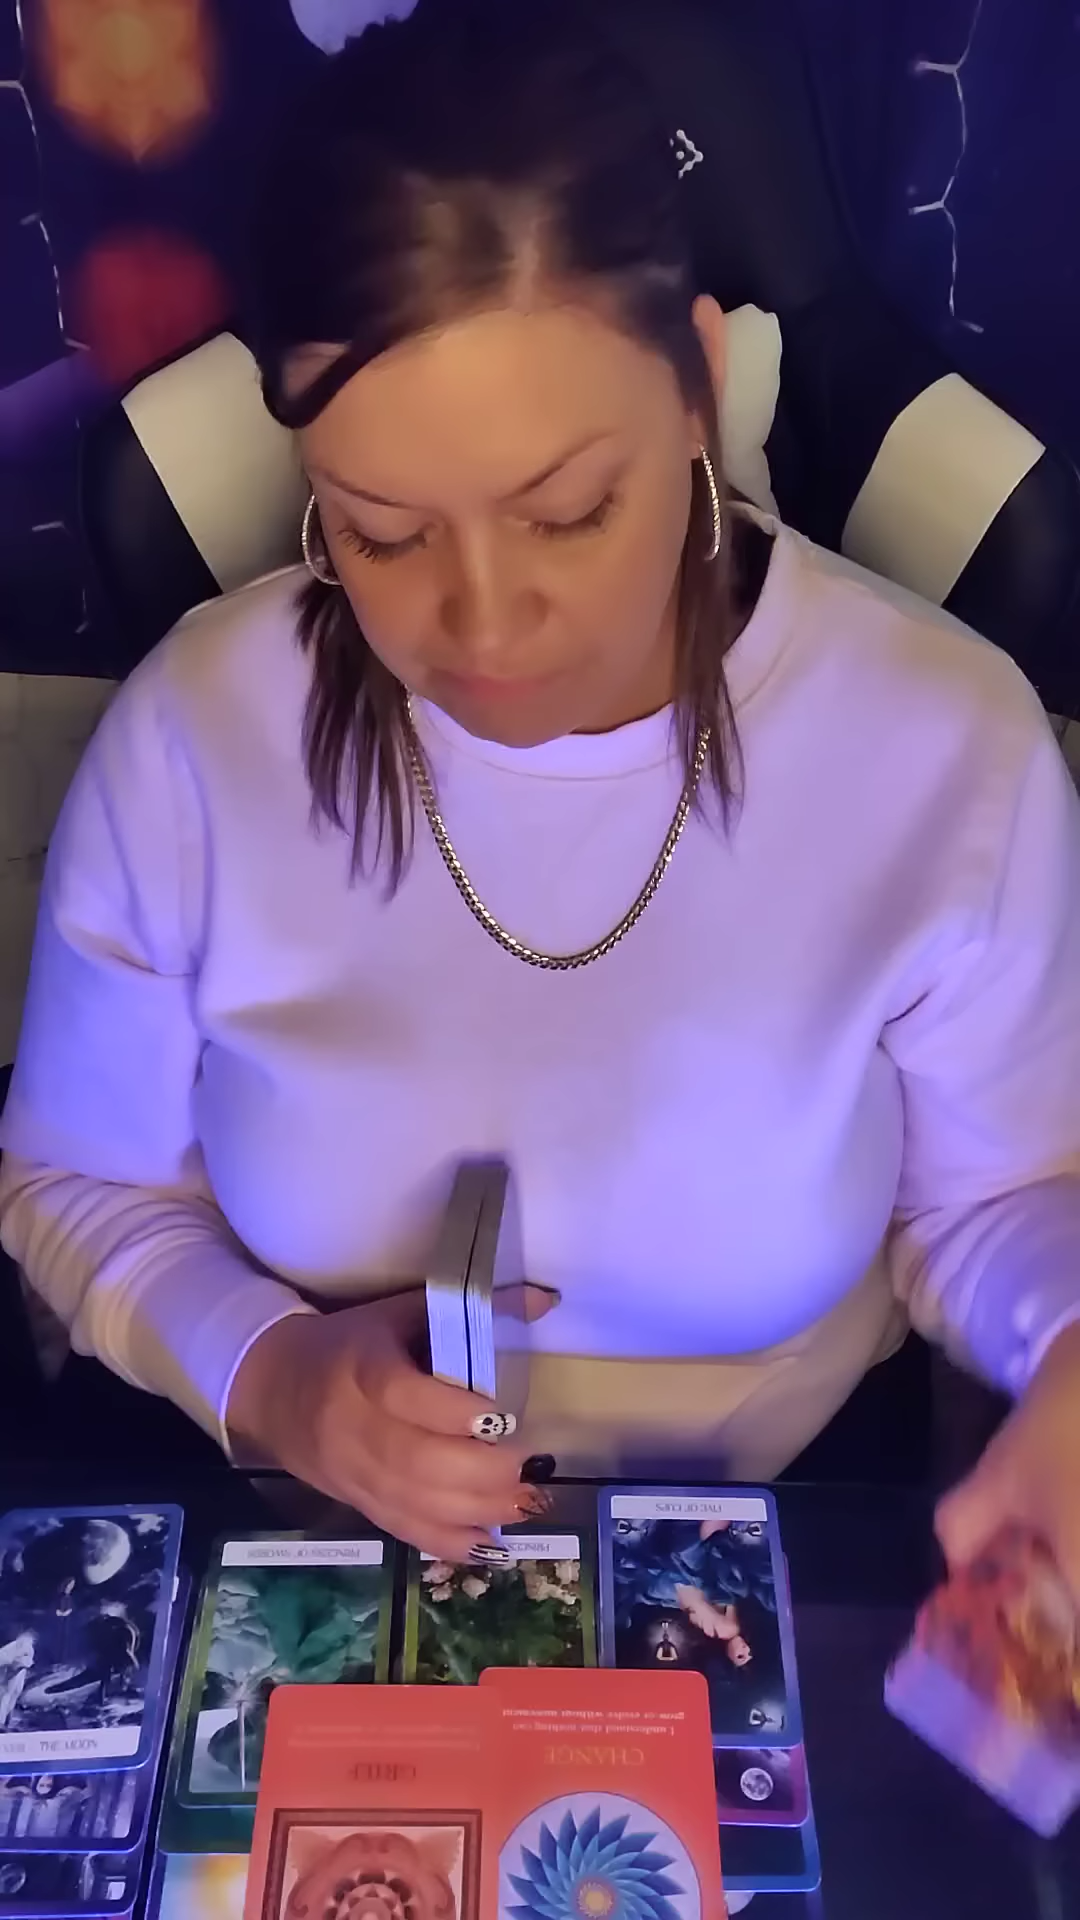 FIVE OF CUPS
PRINCESS OF SWORDS
PRINCESS
MOON
I understand that nothing can
grow or evolve without movement
CHANGE
GRIEF